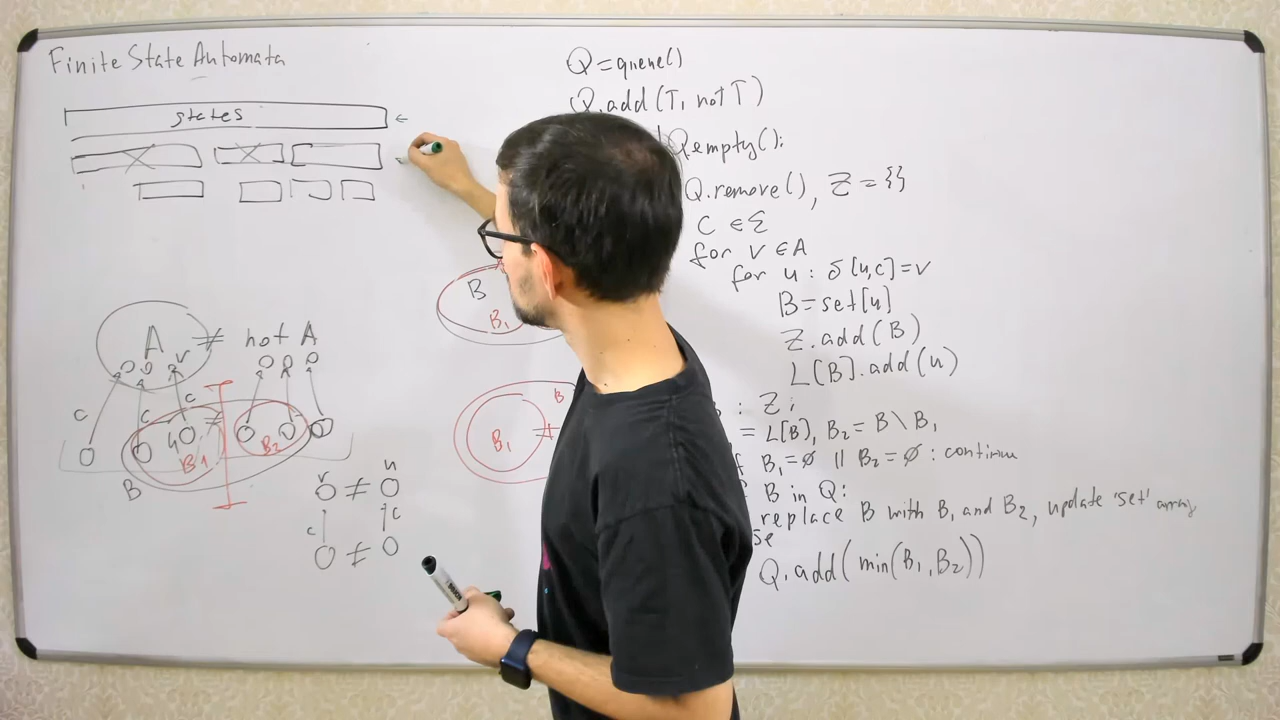 Finite State Automata
states
A ≠ not A
v
c c c
u ≠
B1 B2
B
v ≠ u
c c
≠
B
B1
B
B1 ≠
Q = queue()
Q.add(T, not T)
Q.empty():
Q.remove(), Z = {}
C ∈ Σ
for v ∈ A
for u : δ[u,c] = v
B = set[u]
Z.add(B)
L[B].add(u)
: Z :
= L[B], B2 = B \ B1
f B1 = ∅ || B2 = ∅ : continue
B in Q:
replace B with B1 and B2, update 'set' array
se
Q.add(min(B1, B2))